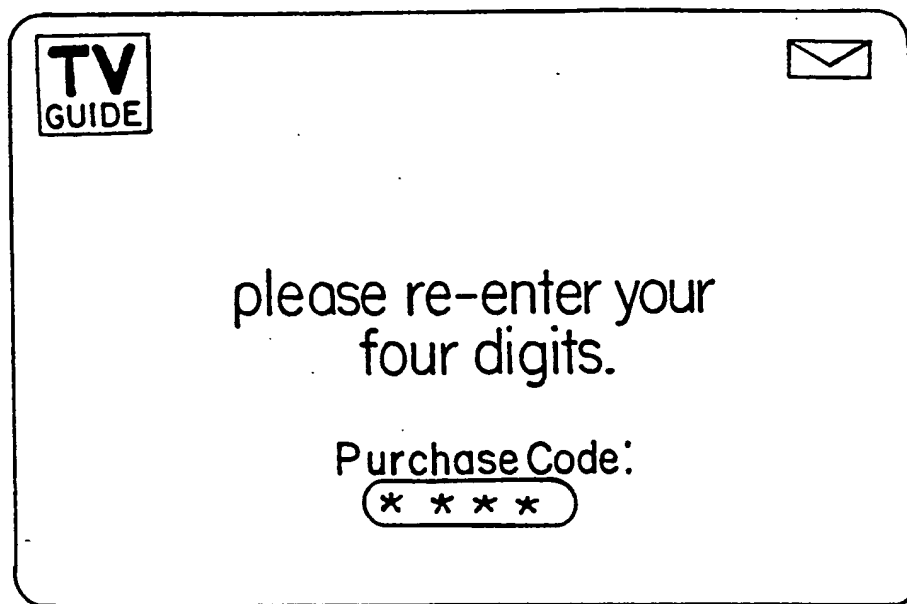 TV
GUIDE
please re-enter your
four digits.
Purchase Code:
* * * *